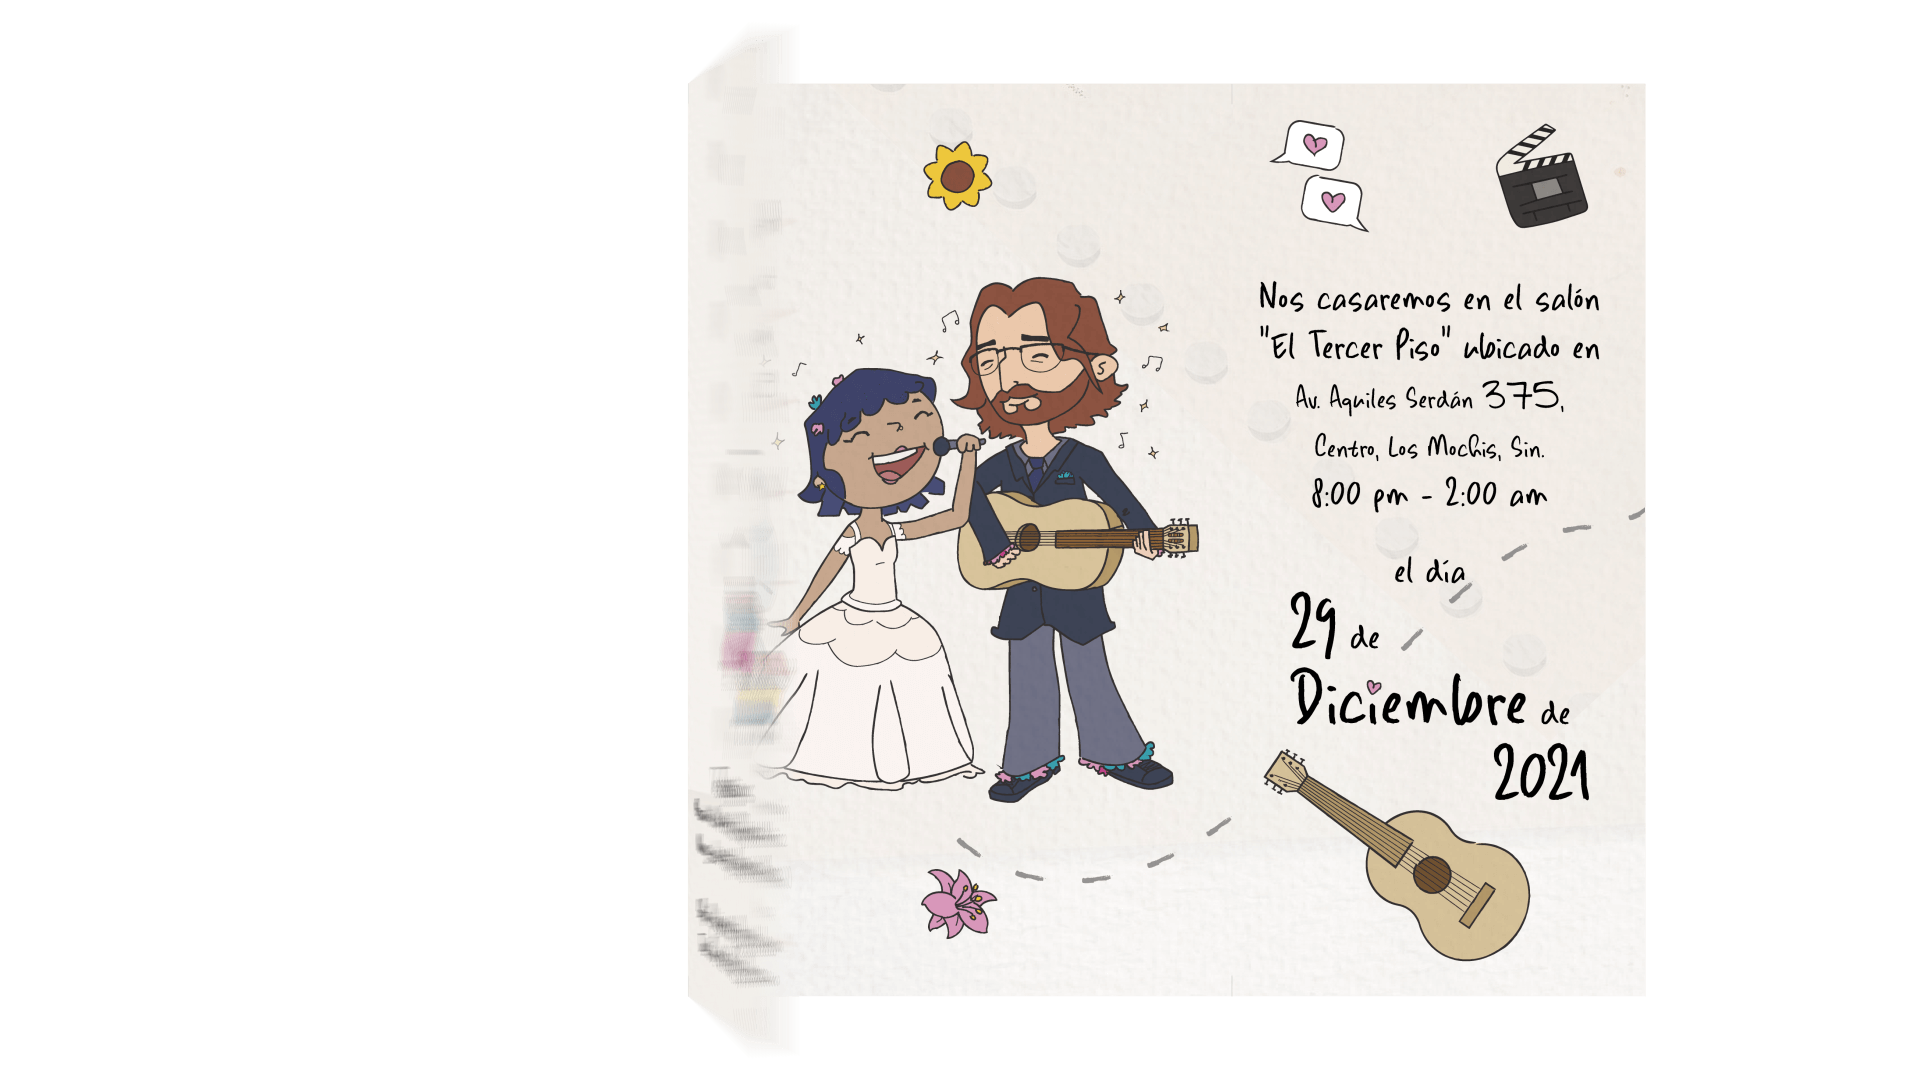 Nos casaremos en el salón
"El Tercer Piso" ubicado en
Av. Aquiles Serdán 375,
Centro, Los Mochis, Sin.
8:00 pm - 2:00 am
el día
29 de
Diciembre de
2021